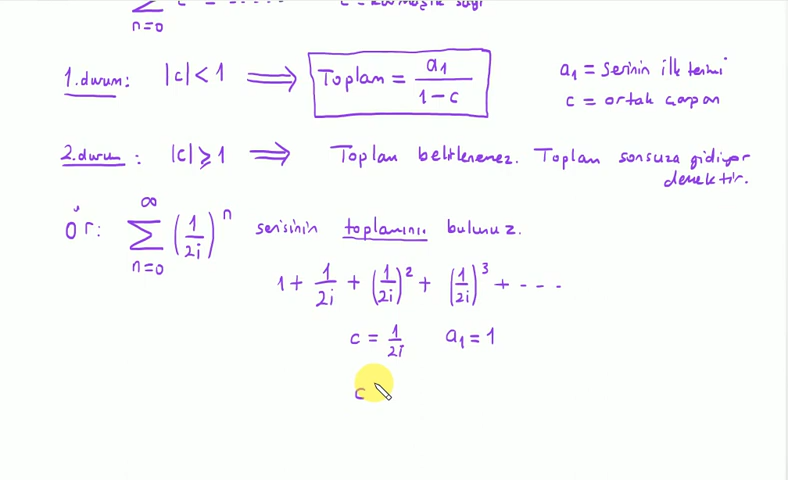 ∑ n=0
1.durum: |c| < 1 ⟹ Toplam = a₁/(1-c)
a₁ = serinin ilk terimi
c = ortak çarpan
2.durum: |c| ≥ 1 ⟹ Toplam belirlenemez. Toplam sonsuza gidiyor
demektir.
Ör: ∑_{n=0}^{∞} (1/2i)^n serisinin toplamını bulunuz.
1 + 1/2i + (1/2i)² + (1/2i)³ + - - -
c = 1/2i a₁ = 1
c